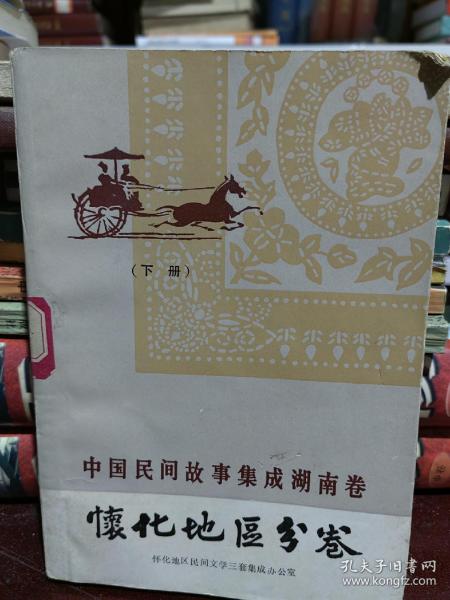 （下册）
中国民间故事集成湖南卷
懷化地區分卷
怀化地区民间文学三套集成办公室
孔夫子旧书网
www.kongfz.com